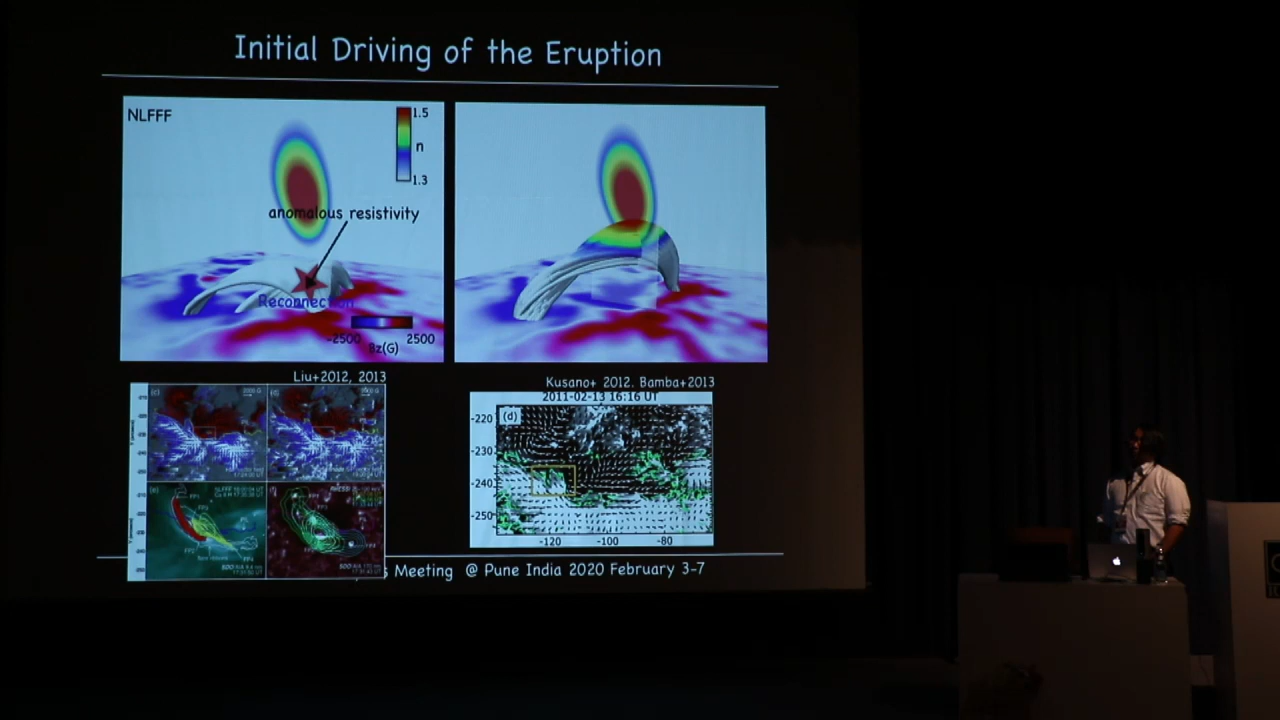 Initial Driving of the Eruption
NLFFF
1.5
n
1.3
anomalous resistivity
Reconnection
-2500
2500
Bz(G)
Liu+2012, 2013
Kusano+ 2012. Bamba+2013
2011-02-13 16:16 UT
(d)
-220
-230
-240
-250
-120
-100
-80
(c)
(d)
(e)
(f)
s Meeting @ Pune India 2020 February 3-7